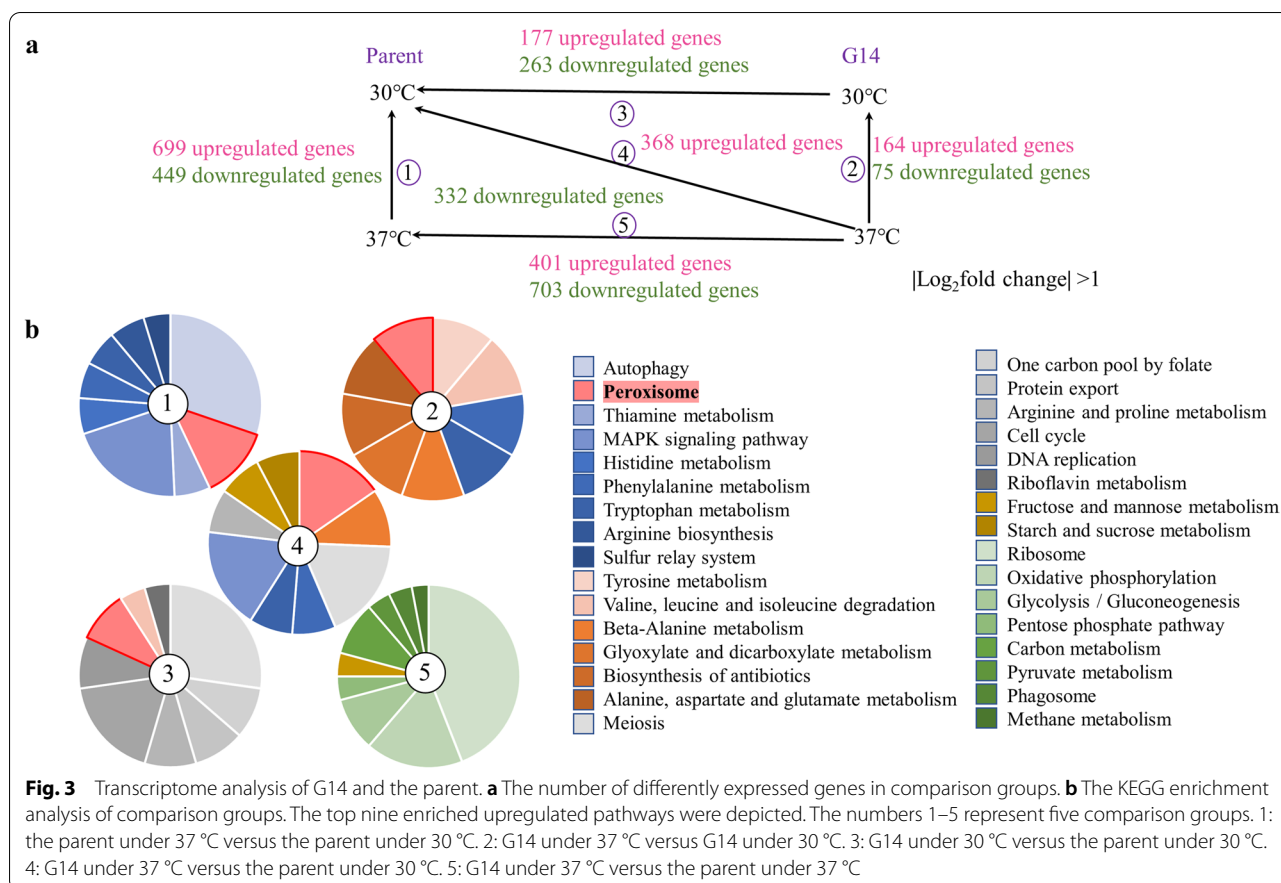 a
177 upregulated genes
Parent
263 downregulated genes
G14
30℃
30℃
3
699 upregulated genes
449 downregulated genes
1
4
368 upregulated genes
2
164 upregulated genes
75 downregulated genes
332 downregulated genes
5
37℃
37℃
401 upregulated genes
703 downregulated genes
|Log₂fold change| >1
b
1
2
4
3
5
Autophagy
Peroxisome
Thiamine metabolism
MAPK signaling pathway
Histidine metabolism
Phenylalanine metabolism
Tryptophan metabolism
Arginine biosynthesis
Sulfur relay system
Tyrosine metabolism
Valine, leucine and isoleucine degradation
Beta-Alanine metabolism
Glyoxylate and dicarboxylate metabolism
Biosynthesis of antibiotics
Alanine, aspartate and glutamate metabolism
Meiosis
One carbon pool by folate
Protein export
Arginine and proline metabolism
Cell cycle
DNA replication
Riboflavin metabolism
Fructose and mannose metabolism
Starch and sucrose metabolism
Ribosome
Oxidative phosphorylation
Glycolysis / Gluconeogenesis
Pentose phosphate pathway
Carbon metabolism
Pyruvate metabolism
Phagosome
Methane metabolism
Fig. 3 Transcriptome analysis of G14 and the parent. a The number of differently expressed genes in comparison groups. b The KEGG enrichment
analysis of comparison groups. The top nine enriched upregulated pathways were depicted. The numbers 1–5 represent five comparison groups. 1:
the parent under 37 °C versus the parent under 30 °C. 2: G14 under 37 °C versus G14 under 30 °C. 3: G14 under 30 °C versus the parent under 30 °C.
4: G14 under 37 °C versus the parent under 30 °C. 5: G14 under 37 °C versus the parent under 37 °C